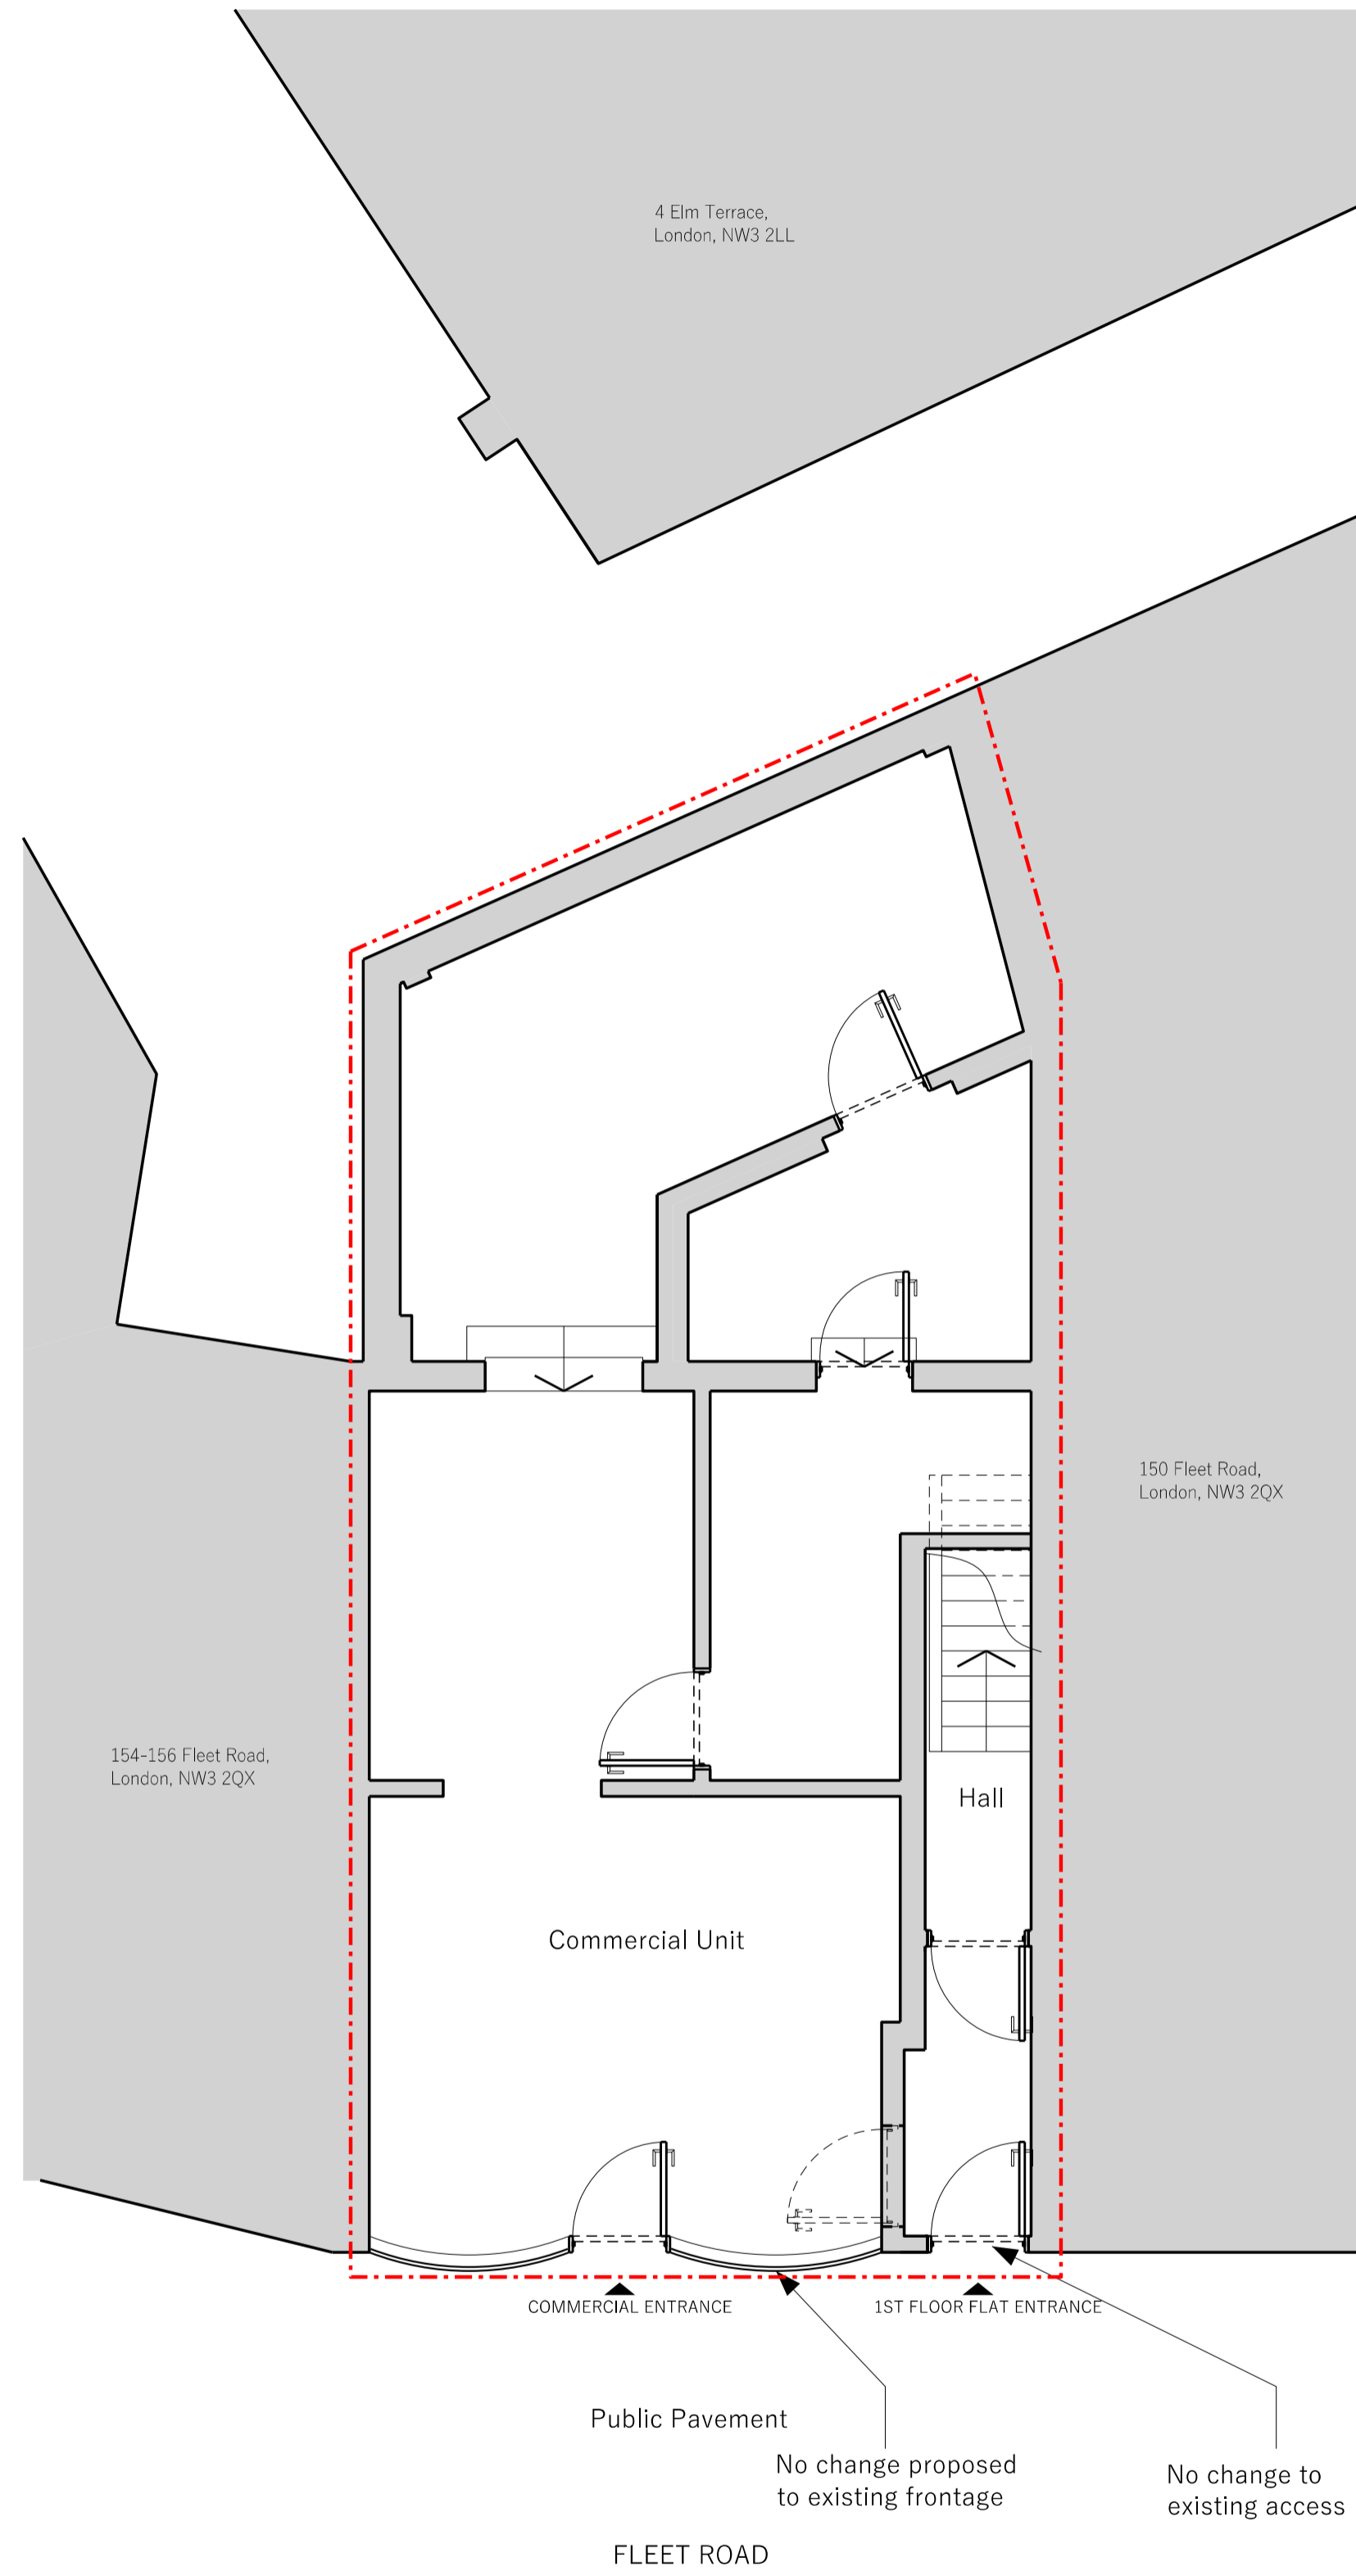 4 Elm Terrace,
London, NW3 2LL
150 Fleet Road,
London, NW3 2QX
154-156 Fleet Road,
London, NW3 2QX
Hall
Commercial Unit
COMMERCIAL ENTRANCE
1ST FLOOR FLAT ENTRANCE
Public Pavement
No change proposed
to existing frontage
No change to
existing access
FLEET ROAD